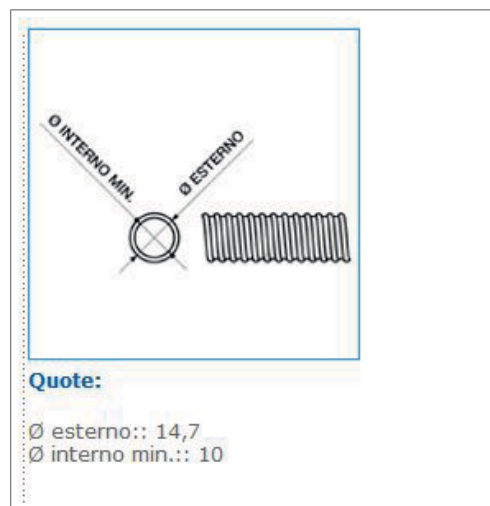 Ø INTERNO MIN.
Ø ESTERNO
Quote:
Ø esterno:: 14,7
Ø interno min.:: 10